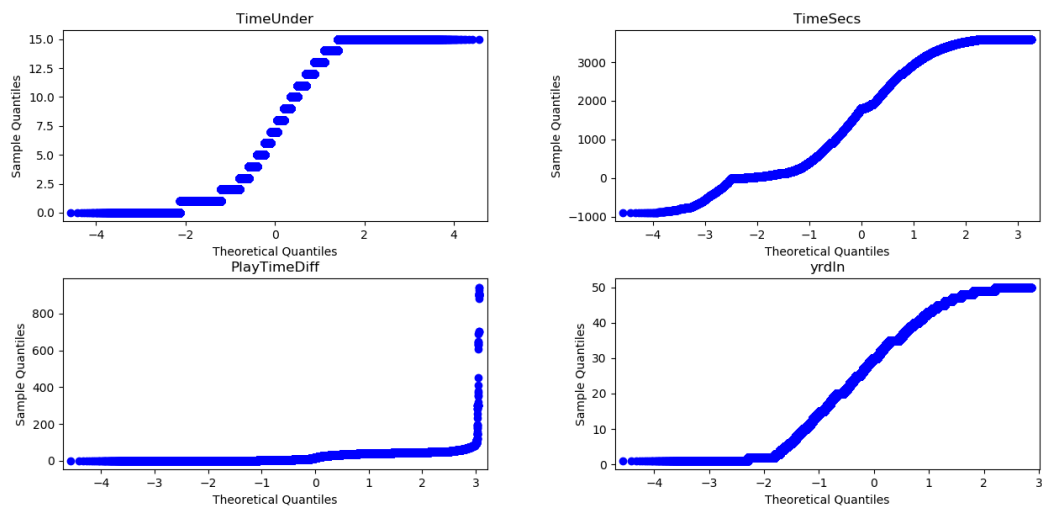 TimeUnder
Sample Quantiles
15.0
12.5
10.0
7.5
5.0
2.5
0.0
−4 −2 0 2 4
Theoretical Quantiles
TimeSecs
Sample Quantiles
3000
2000
1000
0
−1000
−4 −3 −2 −1 0 1 2 3
Theoretical Quantiles
PlayTimeDiff
Sample Quantiles
800
600
400
200
0
−4 −3 −2 −1 0 1 2 3
Theoretical Quantiles
yrdln
Sample Quantiles
50
40
30
20
10
0
−4 −3 −2 −1 0 1 2 3
Theoretical Quantiles